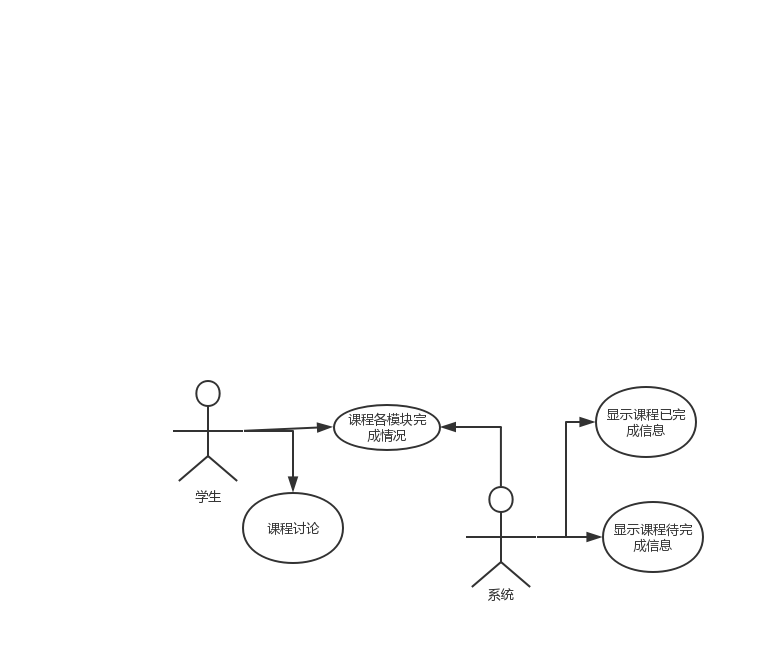 课程各模块完
成情况
学生
课程讨论
显示课程已完
成信息
显示课程待完
成信息
系统